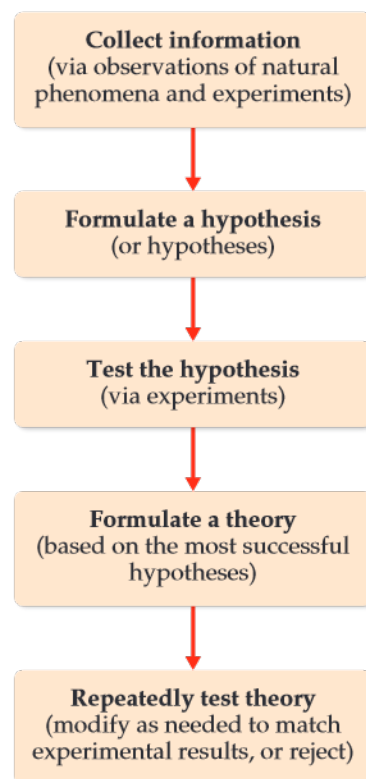 Collect information
(via observations of natural
phenomena and experiments)
Formulate a hypothesis
(or hypotheses)
Test the hypothesis
(via experiments)
Formulate a theory
(based on the most successful
hypotheses)
Repeatedly test theory
(modify as needed to match
experimental results, or reject)